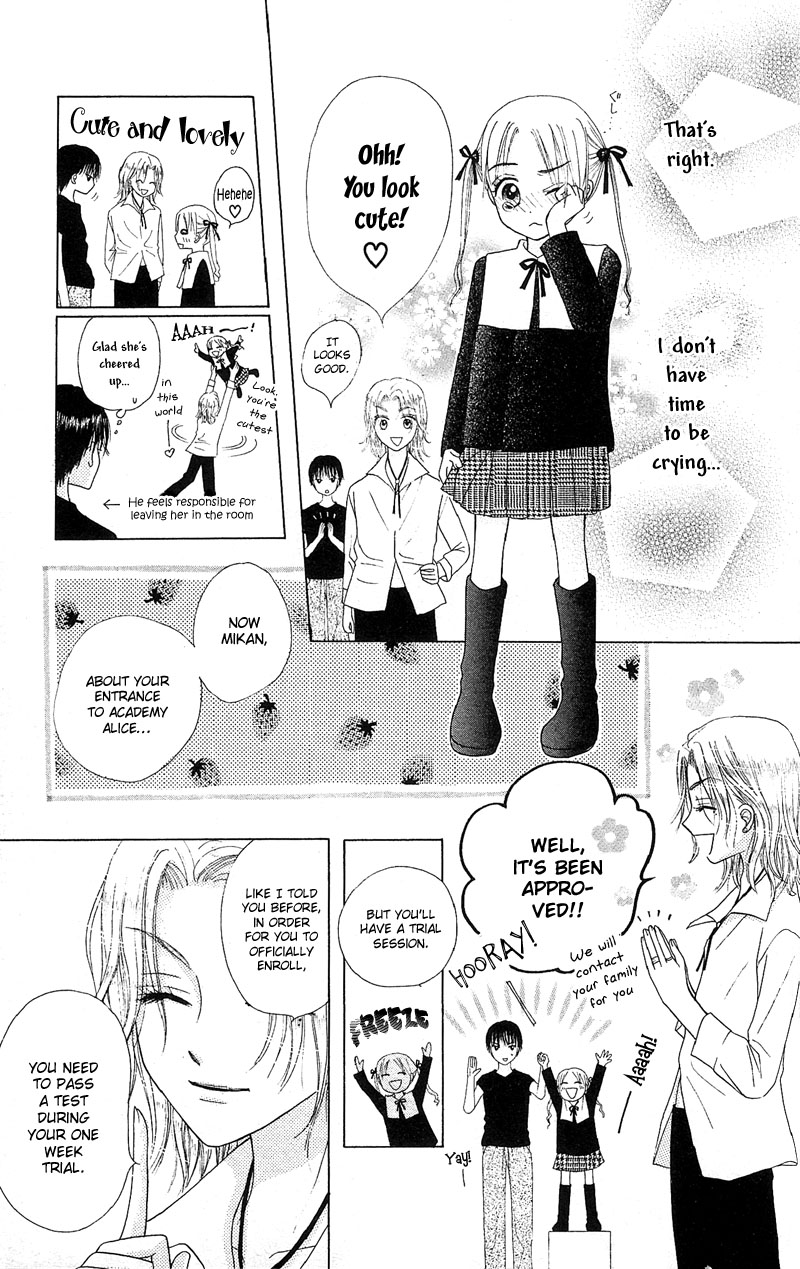 That's
right.
I don't
have
time
to be
crying...
ぐし…
Ohh!
You look
cute!
♡
IT
LOOKS
GOOD.
Cute and lovely
Hehehe
♡
AAAH —!
Glad she's
cheered
up...
in
this
world
Look,
you're
the
cutest
← He feels responsible for
leaving her in the room
NOW
MIKAN,
ABOUT YOUR
ENTRANCE
TO ACADEMY
ALICE...
WELL,
IT'S BEEN
APPRO-
VED!!
HOORAY!
We will
contact
your family
for you
— Aaaah!
Yay!
BUT YOU'LL
HAVE A TRIAL
SESSION.
FREEZE
LIKE I TOLD
YOU BEFORE,
IN ORDER
FOR YOU TO
OFFICIALLY
ENROLL,
YOU NEED
TO PASS
A TEST
DURING
YOUR ONE
WEEK
TRIAL.